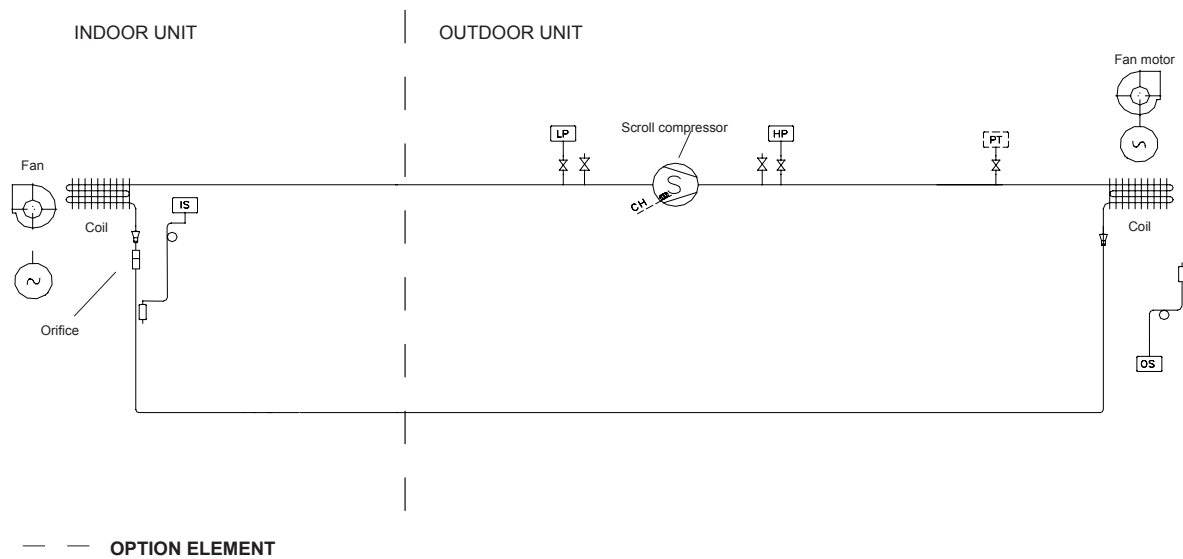 INDOOR UNIT
OUTDOOR UNIT
Fan motor
LP
Scroll compressor
HP
PT
Fan
S
S
IS
CH
Coil
Coil
Orifice
OS
OPTION ELEMENT